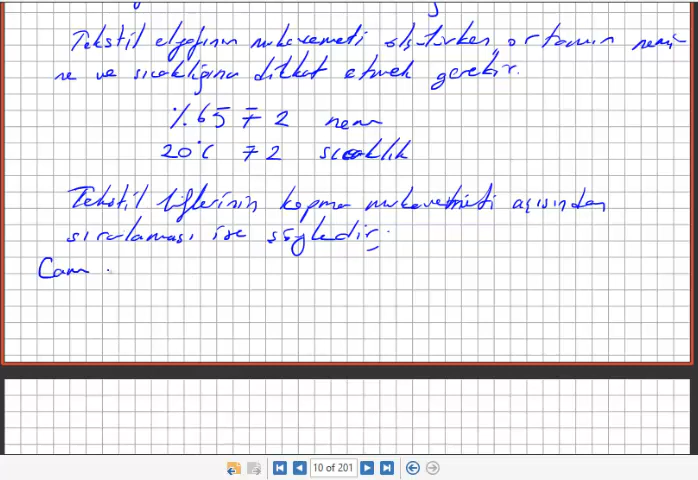 Tekstil elyafının mukavemeti ölçülürken, ortamın nemi-
ne ve sıcaklığına dikkat etmek gerekir.
%65 ∓ 2 nem
20°C ∓ 2 sıcaklık
Tekstil liflerinin kopma mukavemeti açısından
sıralaması ise şöyledir;
Cam
10 of 201